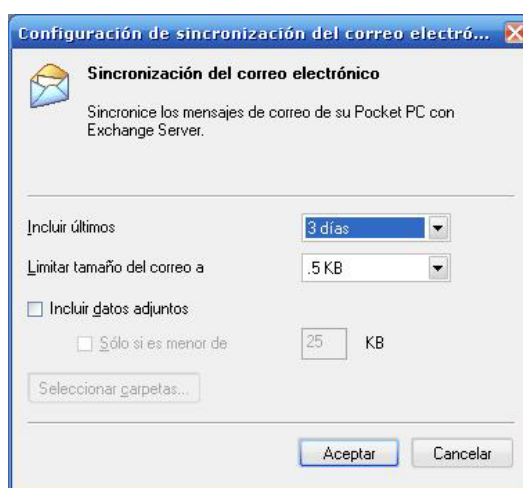 Configuración de sincronización del correo electró...
Sincronización del correo electrónico
Sincronice los mensajes de correo de su Pocket PC con
Exchange Server.
Incluir últimos 3 días
Limitar tamaño del correo a .5 KB
Incluir datos adjuntos
Sólo si es menor de 25 KB
Seleccionar carpetas...
Aceptar Cancelar